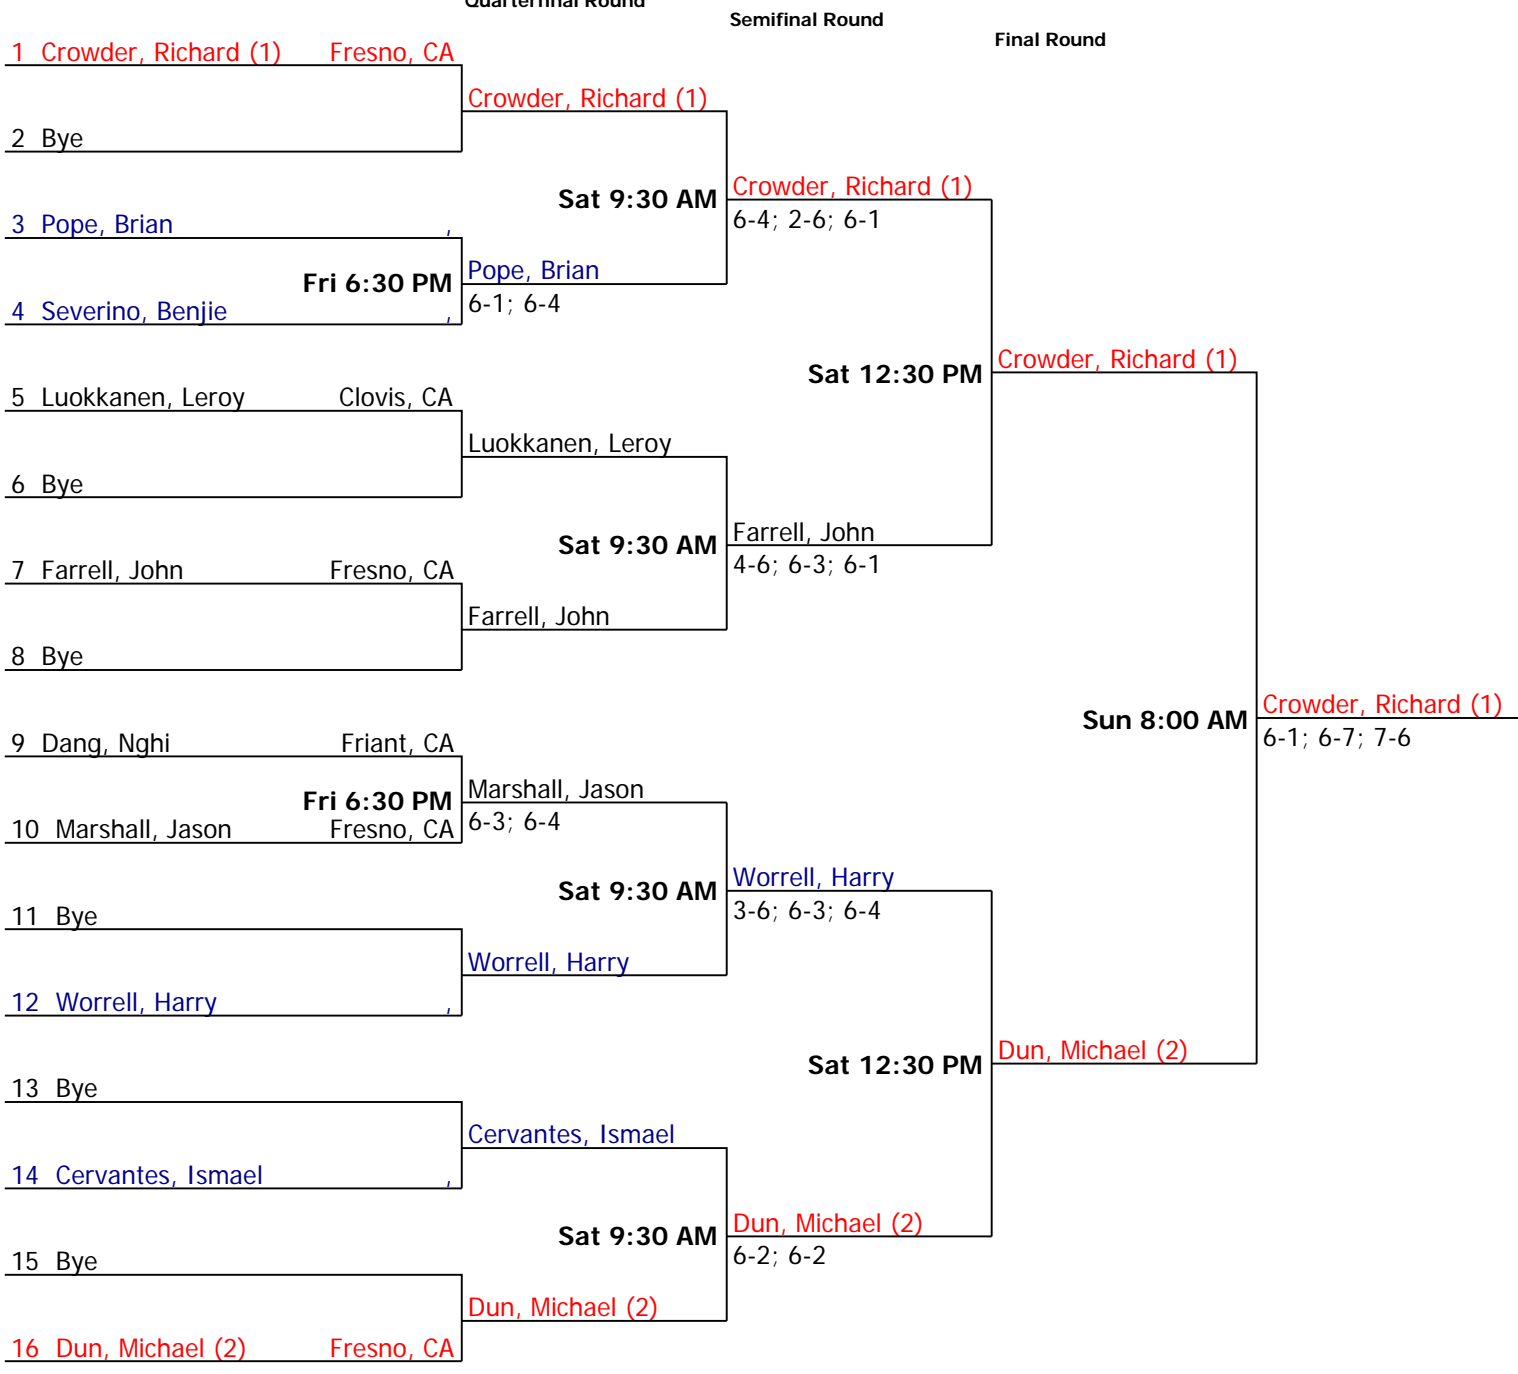 Quarterfinal Round
Semifinal Round
Final Round
1 Crowder, Richard (1) Fresno, CA
Crowder, Richard (1)
2 Bye
Sat 9:30 AM
Crowder, Richard (1)
6-4; 2-6; 6-1
3 Pope, Brian ,
Fri 6:30 PM
Pope, Brian
6-1; 6-4
4 Severino, Benjie ,
Sat 12:30 PM
Crowder, Richard (1)
5 Luokkanen, Leroy Clovis, CA
Luokkanen, Leroy
6 Bye
Sat 9:30 AM
Farrell, John
4-6; 6-3; 6-1
7 Farrell, John Fresno, CA
Farrell, John
8 Bye
Sun 8:00 AM
Crowder, Richard (1)
6-1; 6-7; 7-6
9 Dang, Nghi Friant, CA
Fri 6:30 PM
Marshall, Jason
6-3; 6-4
10 Marshall, Jason Fresno, CA
Sat 9:30 AM
Worrell, Harry
3-6; 6-3; 6-4
11 Bye
Worrell, Harry
12 Worrell, Harry ,
Sat 12:30 PM
Dun, Michael (2)
13 Bye
Cervantes, Ismael
14 Cervantes, Ismael ,
Sat 9:30 AM
Dun, Michael (2)
6-2; 6-2
15 Bye
Dun, Michael (2)
16 Dun, Michael (2) Fresno, CA